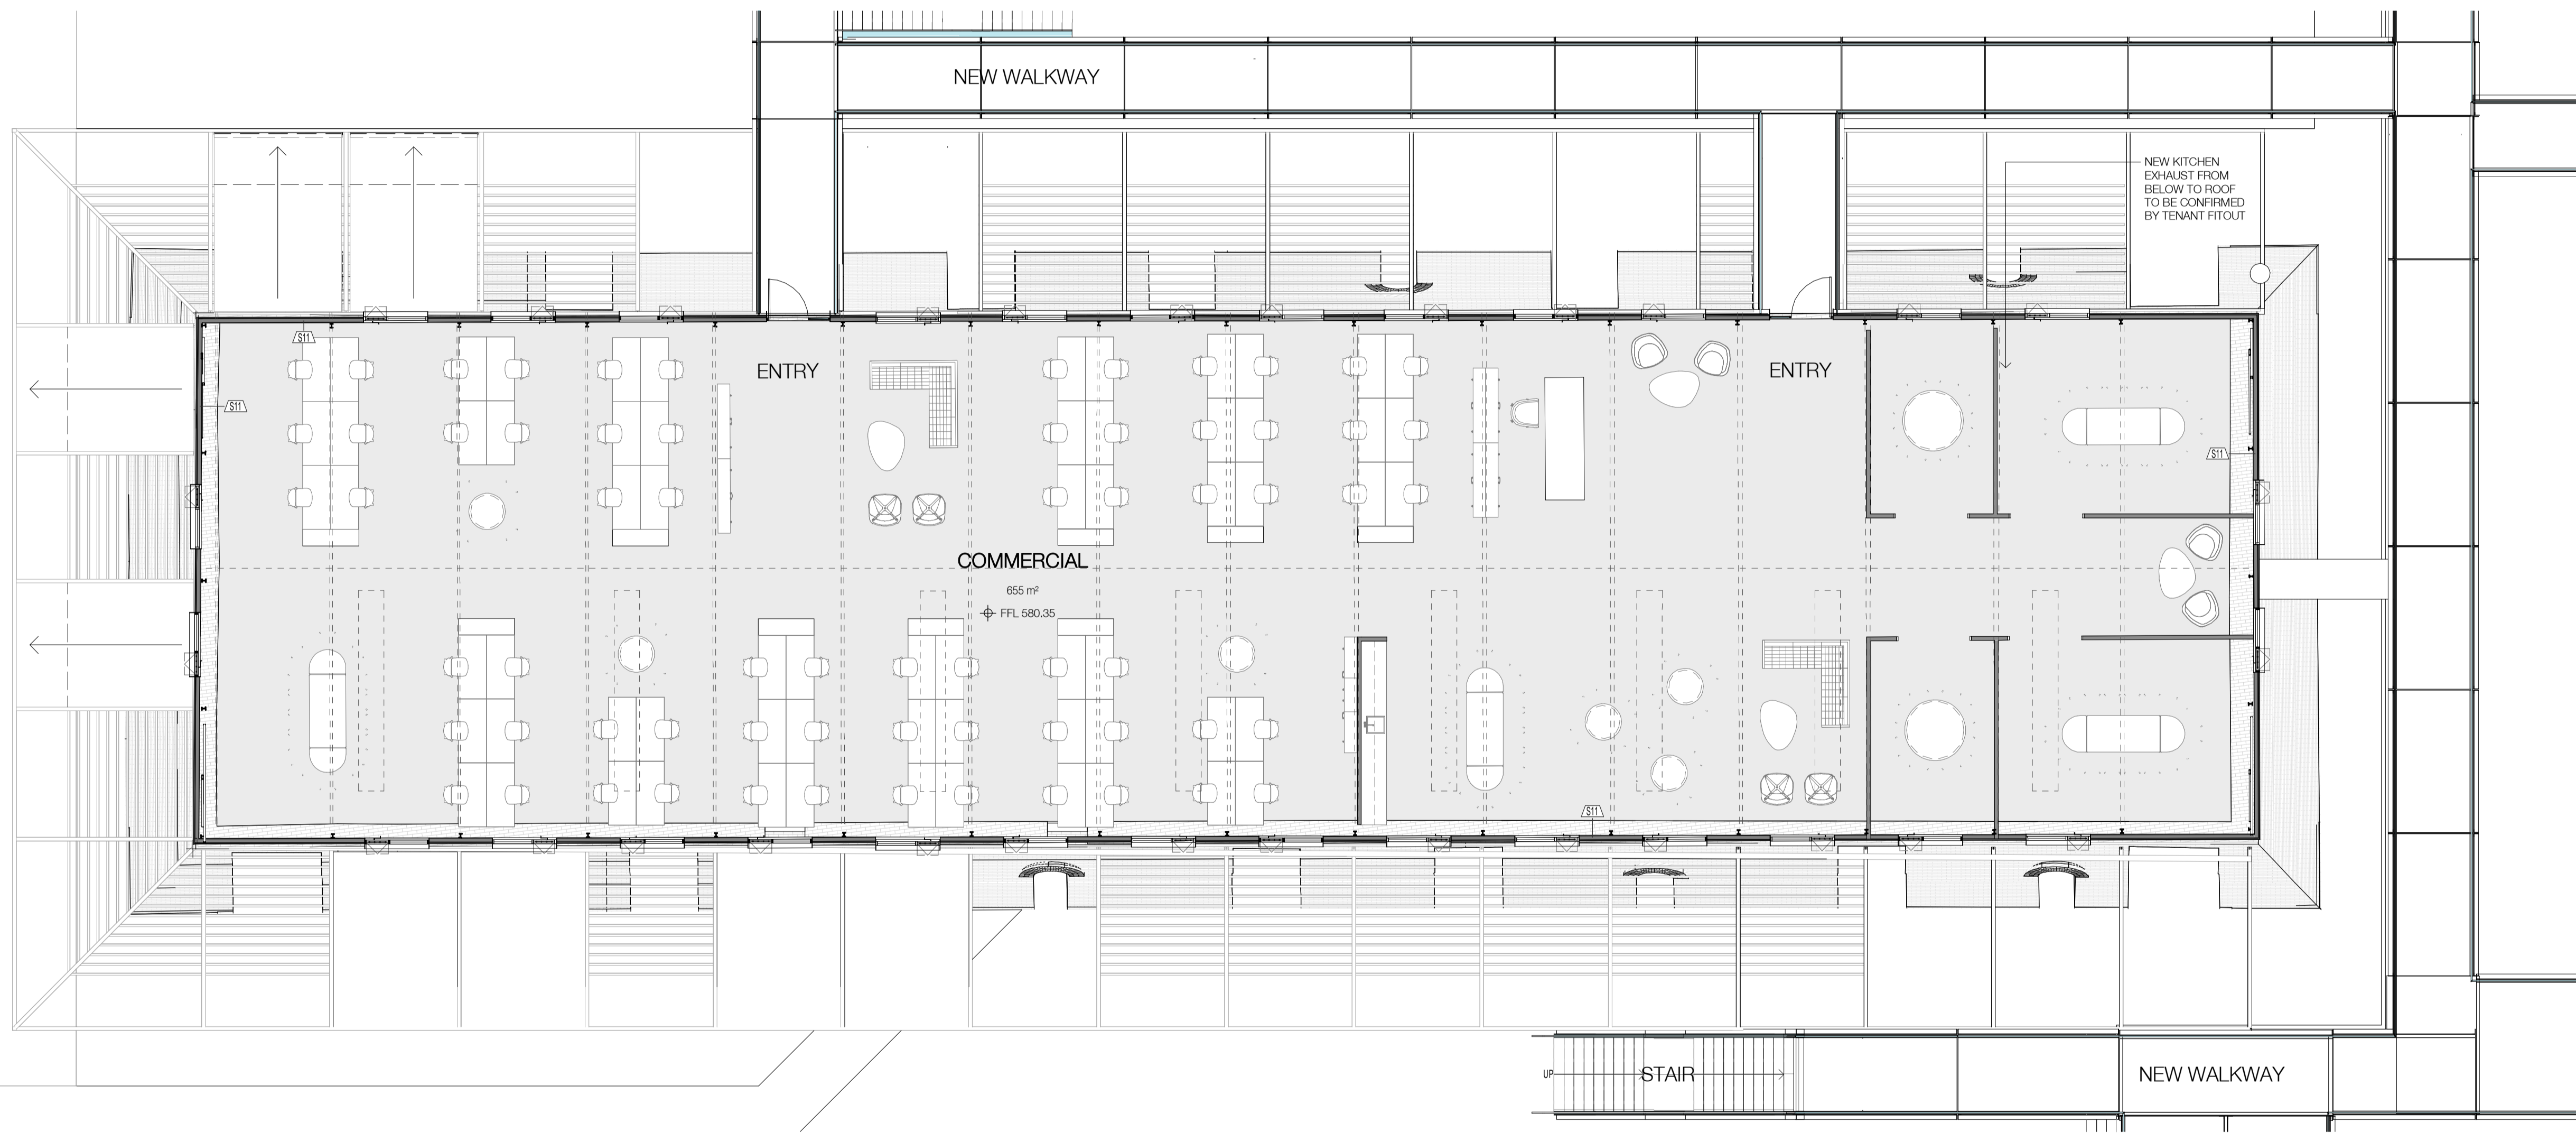 NEW WALKWAY
NEW KITCHEN
EXHAUST FROM
BELOW TO ROOF
TO BE CONFIRMED
BY TENANT FITOUT
S11
ENTRY
ENTRY
S11
S11
COMMERCIAL
655 m²
FFL 580.35
S11
UP
STAIR
NEW WALKWAY